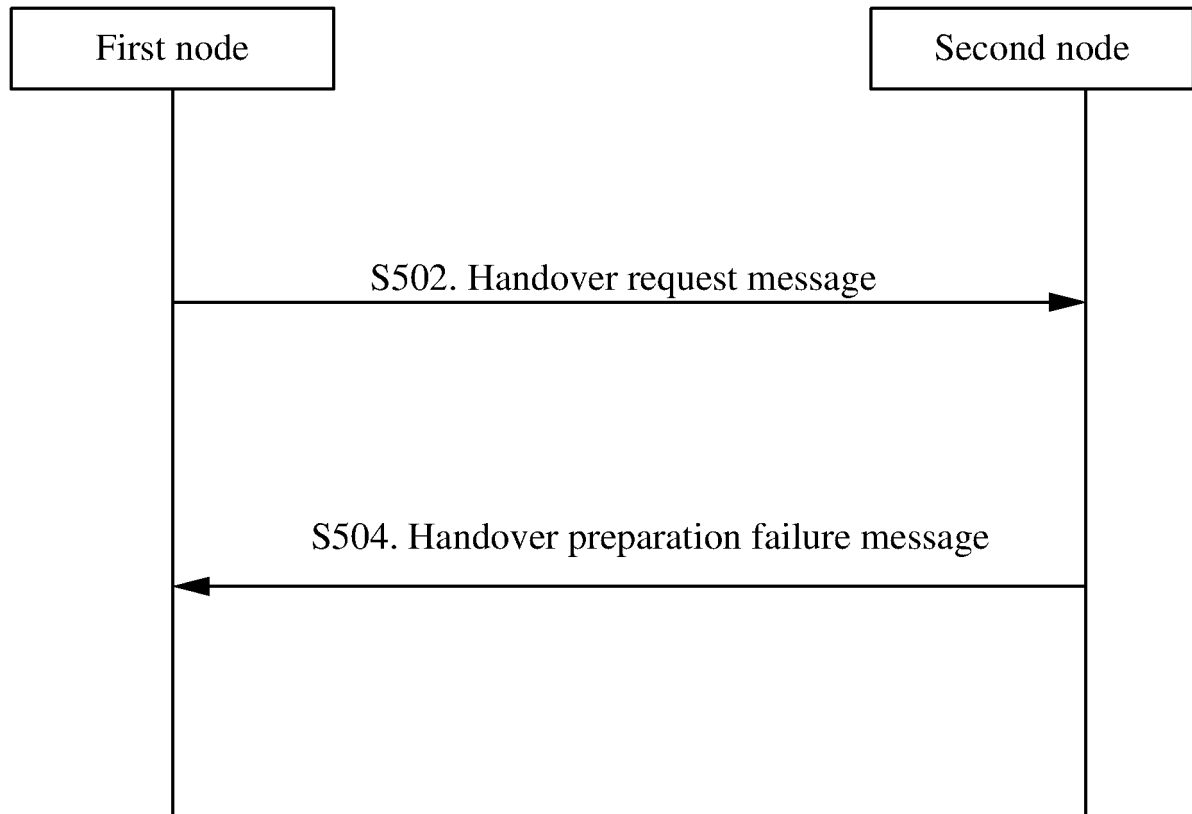 First node
Second node
S502. Handover request message
S504. Handover preparation failure message